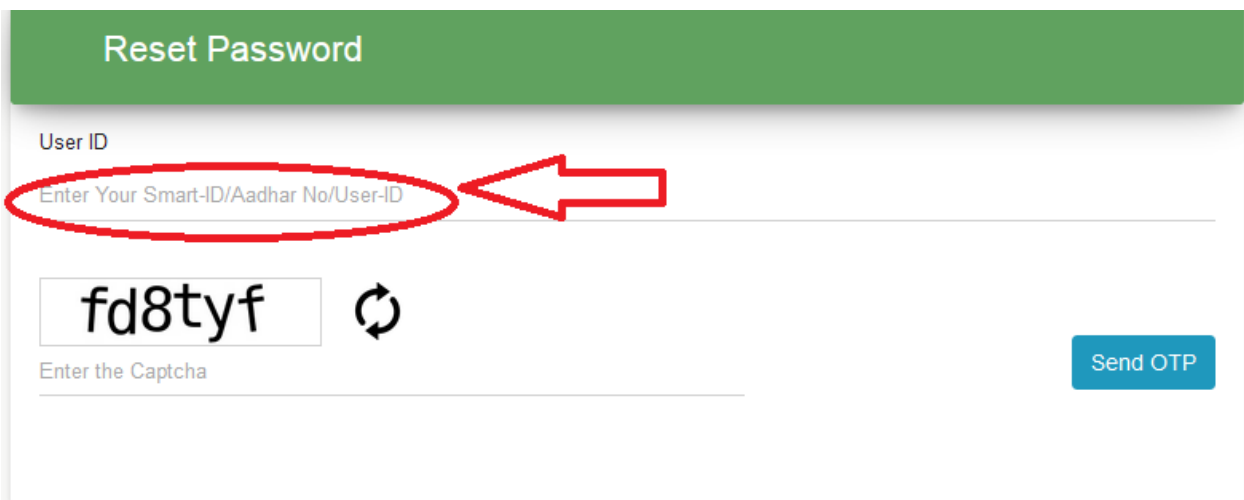 Reset Password
User ID
Enter Your Smart-ID/Aadhar No/User-ID
fd8tyf
Enter the Captcha
Send OTP